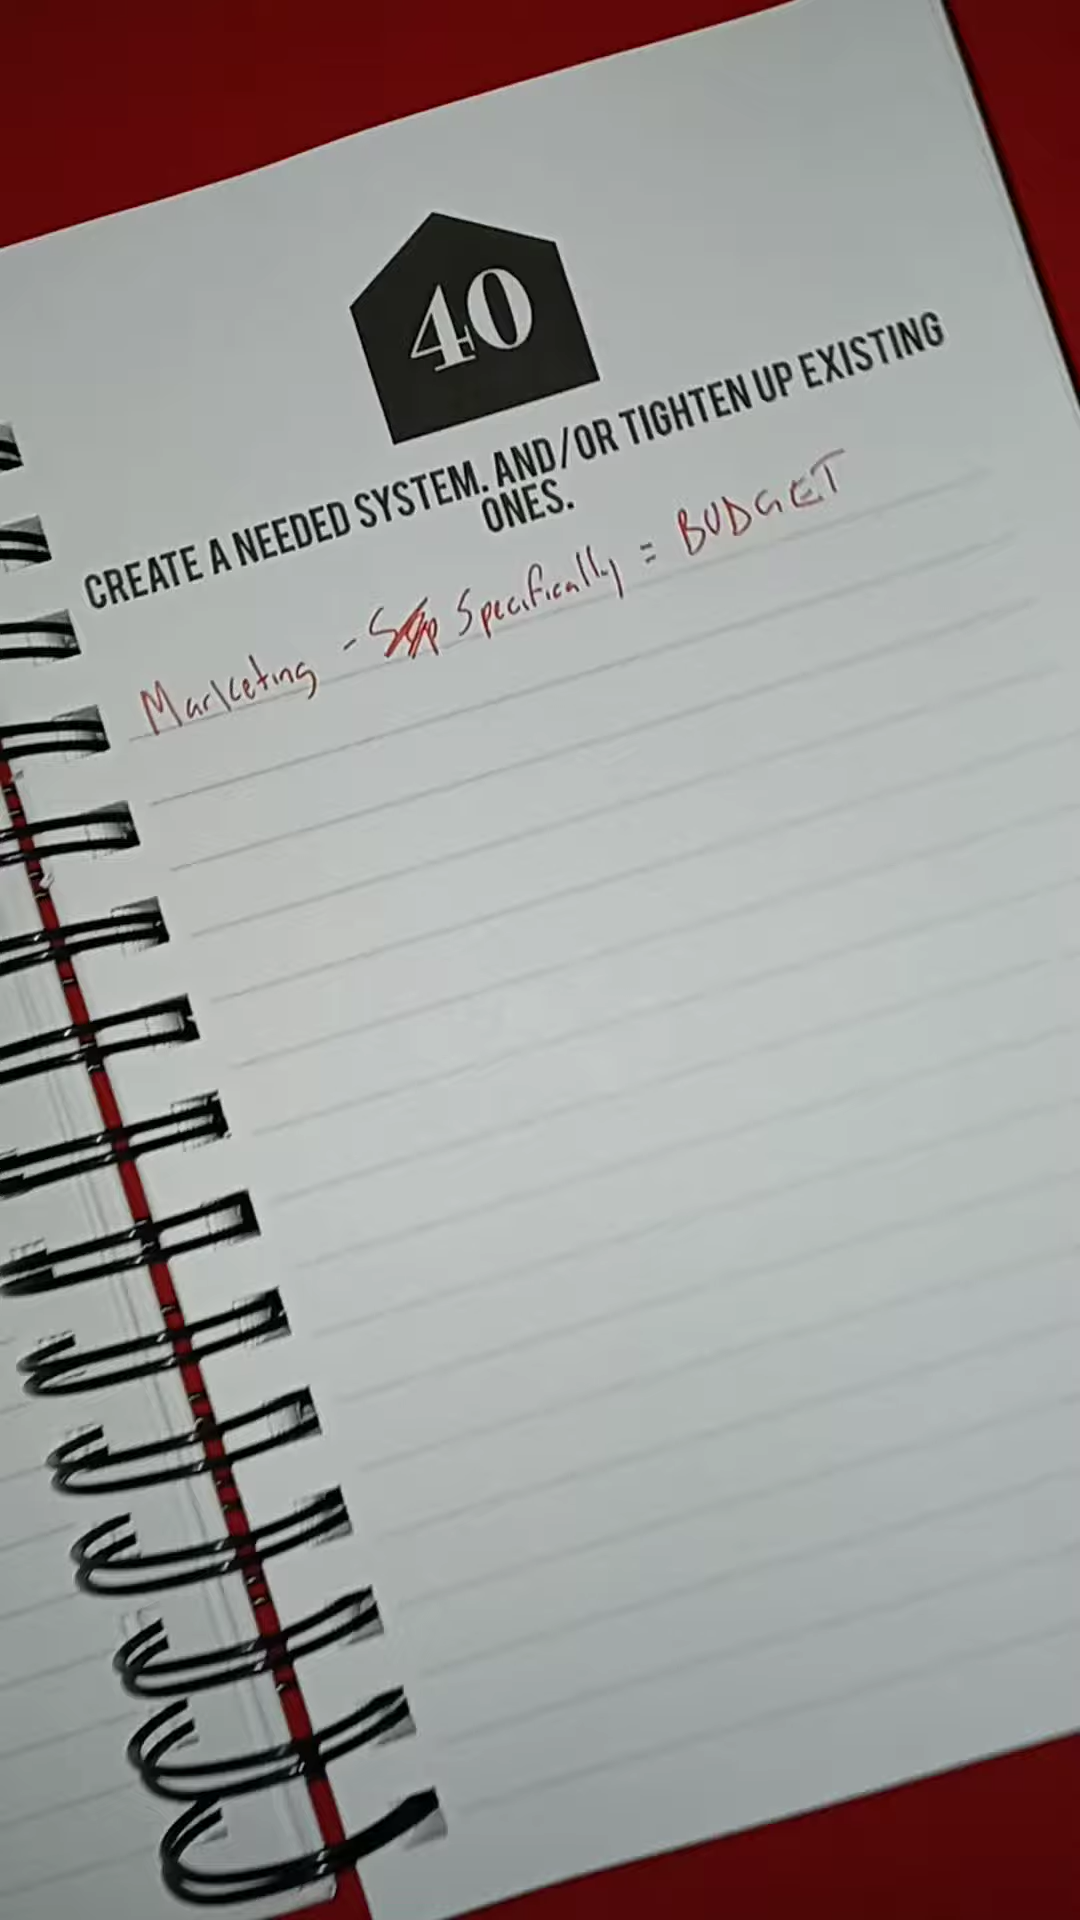 40
CREATE A NEEDED SYSTEM. AND/OR TIGHTEN UP EXISTING
ONES.
Marketing - Specifically = BUDGET